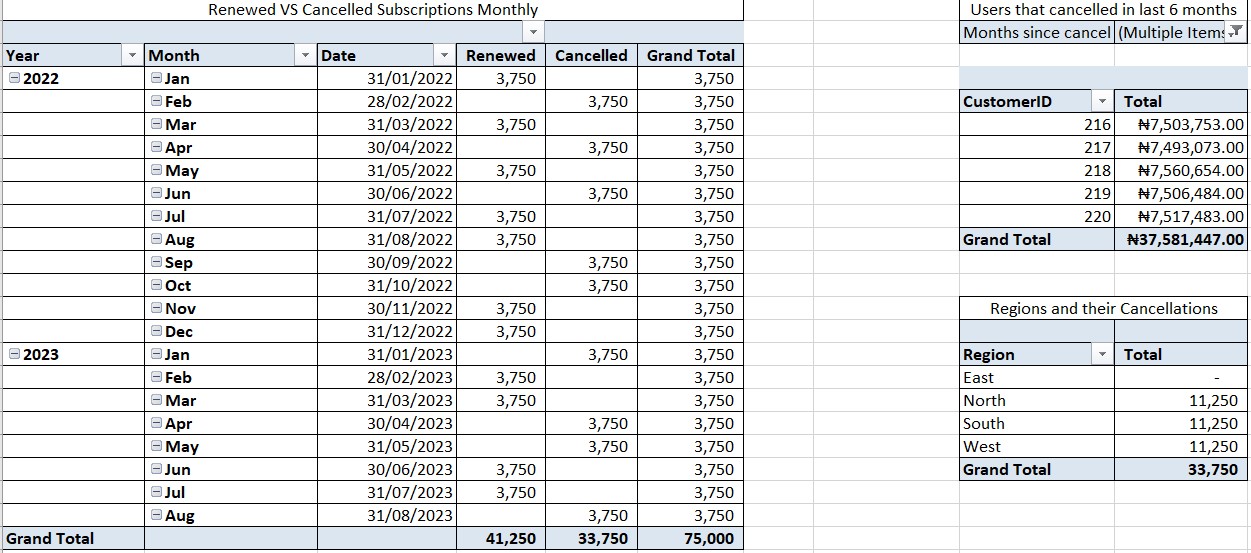 Renewed VS Cancelled Subscriptions Monthly
Year Month Date Renewed Cancelled Grand Total
2022 Jan 31/01/2022 3,750 3,750
Feb 28/02/2022 3,750 3,750
Mar 31/03/2022 3,750 3,750
Apr 30/04/2022 3,750 3,750
May 31/05/2022 3,750 3,750
Jun 30/06/2022 3,750 3,750
Jul 31/07/2022 3,750 3,750
Aug 31/08/2022 3,750 3,750
Sep 30/09/2022 3,750 3,750
Oct 31/10/2022 3,750 3,750
Nov 30/11/2022 3,750 3,750
Dec 31/12/2022 3,750 3,750
2023 Jan 31/01/2023 3,750 3,750
Feb 28/02/2023 3,750 3,750
Mar 31/03/2023 3,750 3,750
Apr 30/04/2023 3,750 3,750
May 31/05/2023 3,750 3,750
Jun 30/06/2023 3,750 3,750
Jul 31/07/2023 3,750 3,750
Aug 31/08/2023 3,750 3,750
Grand Total 41,250 33,750 75,000
Users that cancelled in last 6 months
Months since cancel (Multiple Items
CustomerID Total
216 ₦7,503,753.00
217 ₦7,493,073.00
218 ₦7,560,654.00
219 ₦7,506,484.00
220 ₦7,517,483.00
Grand Total ₦37,581,447.00
Regions and their Cancellations
Region Total
East -
North 11,250
South 11,250
West 11,250
Grand Total 33,750